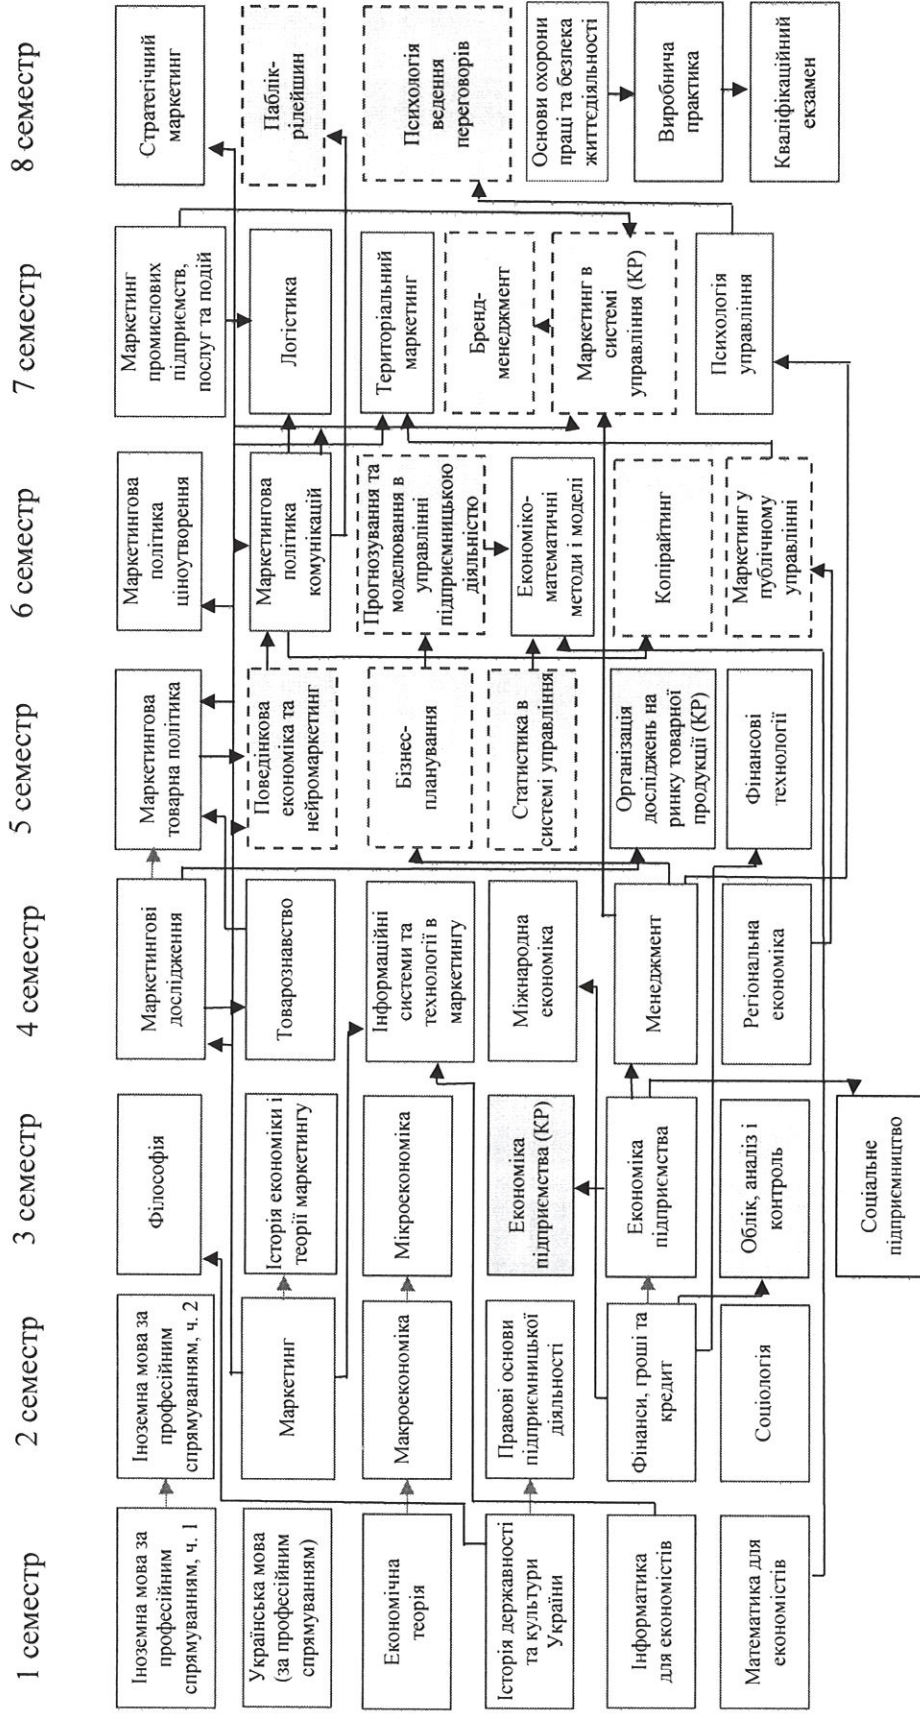 1 семестр
Іноземна мова за
професійним
спрямуванням, ч. 1
Українська мова
(за професійним
спрямуванням)
Економічна
теорія
Історія державності
та культури
України
Інформатика
для економістів
Математика для
економістів
2 семестр
Іноземна мова за
професійним
спрямуванням, ч. 2
Маркетинг
Макроекономіка
Правові основи
підприємницької
діяльності
Фінанси, гроші та
кредит
Соціологія
3 семестр
Філософія
Історія економіки і
теорії маркетингу
Мікроекономіка
Економіка
підприємства (КР)
Економіка
підприємства
Облік, аналіз і
контроль
Соціальне
підприємництво
4 семестр
Маркетингові
дослідження
Товарознавство
Інформаційні
системи та
технології в
маркетингу
Міжнародна
економіка
Менеджмент
Регіональна
економіка
5 семестр
Маркетингова
товарна політика
Поведінкова
економіка та
нейромаркетинг
Бізнес-
планування
Статистика в
системі управління
Організація
досліджень на
ринку товарної
продукції (КР)
Фінансові
технології
6 семестр
Маркетингова
політика
ціноутворення
Маркетингова
політика
комунікацій
Прогнозування та
моделювання в
управлінні
підприємницькою
діяльністю
Економіко-
математичні
методи і моделі
Копірайтинг
Маркетинг у
публічному
управлінні
7 семестр
Маркетинг
промислових
підприємств,
послуг та подій
Логістика
Територіальний
маркетинг
Бренд-
менеджмент
Маркетинг в
системі
управління (КР)
Психологія
управління
8 семестр
Стратегічний
маркетинг
Паблік-
рілейшин
Психологія
ведення
переговорів
Основи охорони
праці та безпека
життєдіяльності
Виробнича
практика
Кваліфікаційний
екзамен